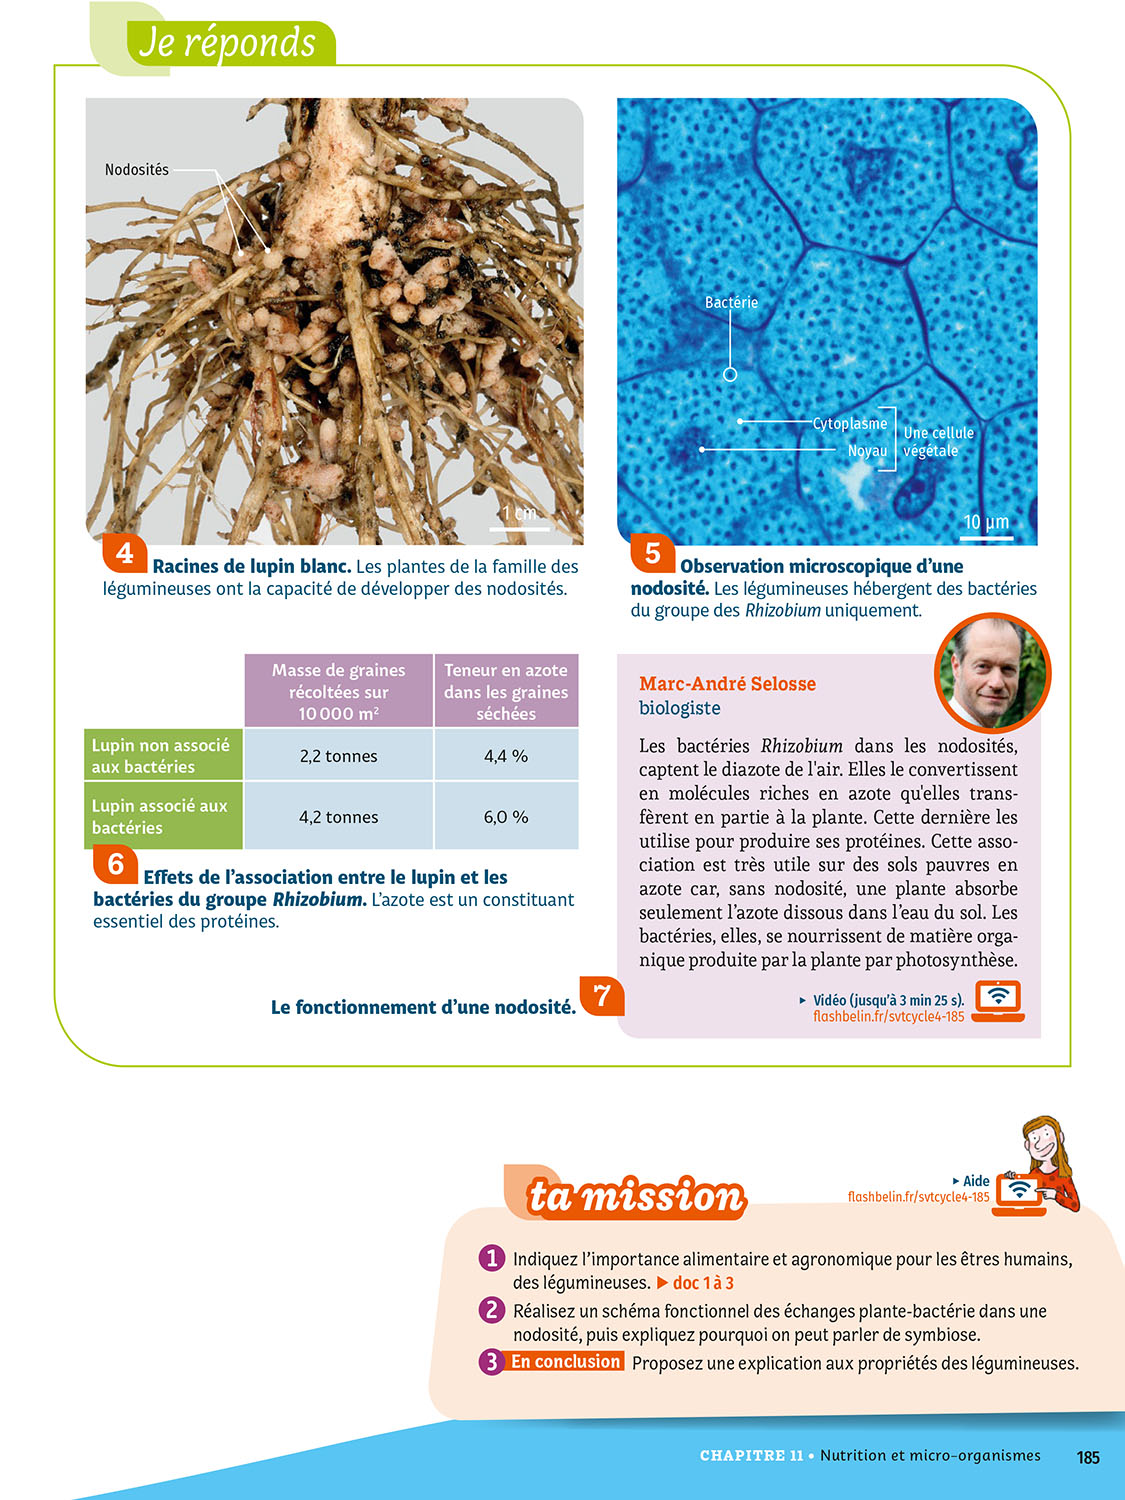 Je réponds
Nodosités
1 cm
Bactérie
Cytoplasme
Noyau
Une cellule
végétale
10 µm
4 Racines de lupin blanc. Les plantes de la famille des
légumineuses ont la capacité de développer des nodosités.
5 Observation microscopique d'une
nodosité. Les légumineuses hébergent des bactéries
du groupe des Rhizobium uniquement.
Masse de graines
récoltées sur
10 000 m²
Teneur en azote
dans les graines
séchées
Lupin non associé
aux bactéries
2,2 tonnes
4,4 %
Lupin associé aux
bactéries
4,2 tonnes
6,0 %
6 Effets de l'association entre le lupin et les
bactéries du groupe Rhizobium. L'azote est un constituant
essentiel des protéines.
Marc-André Selosse
biologiste
Les bactéries Rhizobium dans les nodosités,
captent le diazote de l'air. Elles le convertissent
en molécules riches en azote qu'elles trans-
fèrent en partie à la plante. Cette dernière les
utilise pour produire ses protéines. Cette asso-
ciation est très utile sur des sols pauvres en
azote car, sans nodosité, une plante absorbe
seulement l'azote dissous dans l'eau du sol. Les
bactéries, elles, se nourrissent de matière orga-
nique produite par la plante par photosynthèse.
▸ Vidéo (jusqu'à 3 min 25 s).
flashbelin.fr/svtcycle4-185
Le fonctionnement d'une nodosité. 7
ta mission
▸ Aide
flashbelin.fr/svtcycle4-185
1 Indiquez l'importance alimentaire et agronomique pour les êtres humains,
des légumineuses. ▶ doc 1 à 3
2 Réalisez un schéma fonctionnel des échanges plante-bactérie dans une
nodosité, puis expliquez pourquoi on peut parler de symbiose.
3 En conclusion Proposez une explication aux propriétés des légumineuses.
CHAPITRE 11 • Nutrition et micro-organismes 185